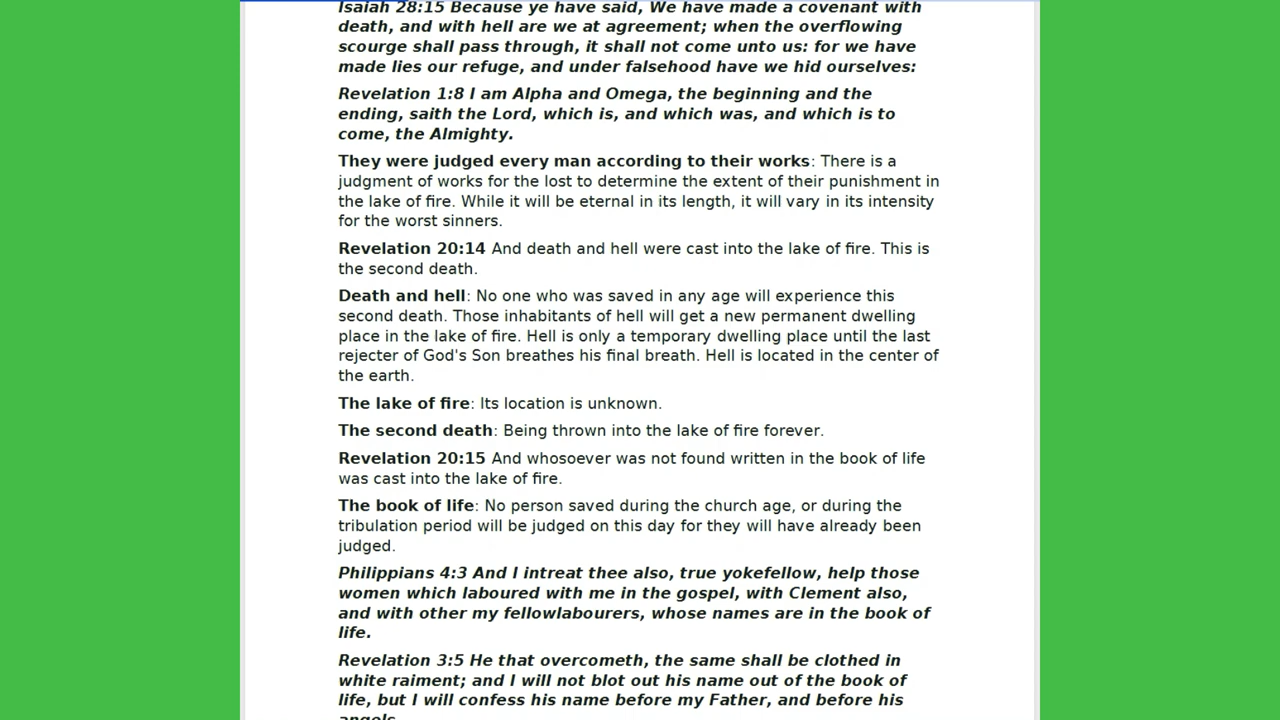 Isaiah 28:15 Because ye have said, We have made a covenant with
death, and with hell are we at agreement; when the overflowing
scourge shall pass through, it shall not come unto us: for we have
made lies our refuge, and under falsehood have we hid ourselves:
Revelation 1:8 I am Alpha and Omega, the beginning and the
ending, saith the Lord, which is, and which was, and which is to
come, the Almighty.
They were judged every man according to their works: There is a
judgment of works for the lost to determine the extent of their punishment in
the lake of fire. While it will be eternal in its length, it will vary in its intensity
for the worst sinners.
Revelation 20:14 And death and hell were cast into the lake of fire. This is
the second death.
Death and hell: No one who was saved in any age will experience this
second death. Those inhabitants of hell will get a new permanent dwelling
place in the lake of fire. Hell is only a temporary dwelling place until the last
rejecter of God's Son breathes his final breath. Hell is located in the center of
the earth.
The lake of fire: Its location is unknown.
The second death: Being thrown into the lake of fire forever.
Revelation 20:15 And whosoever was not found written in the book of life
was cast into the lake of fire.
The book of life: No person saved during the church age, or during the
tribulation period will be judged on this day for they will have already been
judged.
Philippians 4:3 And I intreat thee also, true yokefellow, help those
women which laboured with me in the gospel, with Clement also,
and with other my fellowlabourers, whose names are in the book of
life.
Revelation 3:5 He that overcometh, the same shall be clothed in
white raiment; and I will not blot out his name out of the book of
life, but I will confess his name before my Father, and before his
angels.